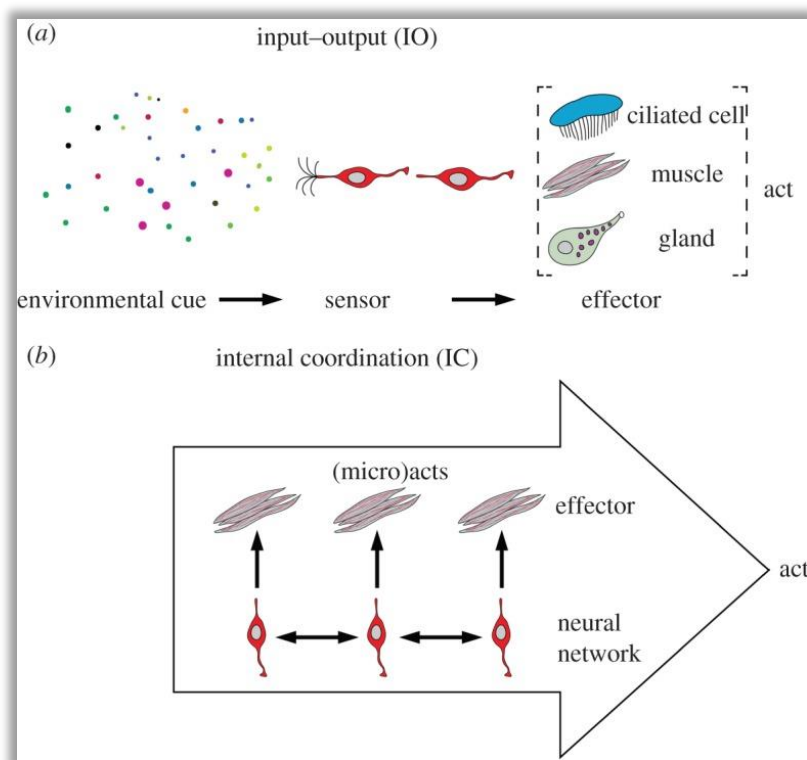 (a)
input–output (IO)
ciliated cell
muscle
act
gland
environmental cue
sensor
effector
(b)
internal coordination (IC)
(micro)acts
effector
act
neural
network